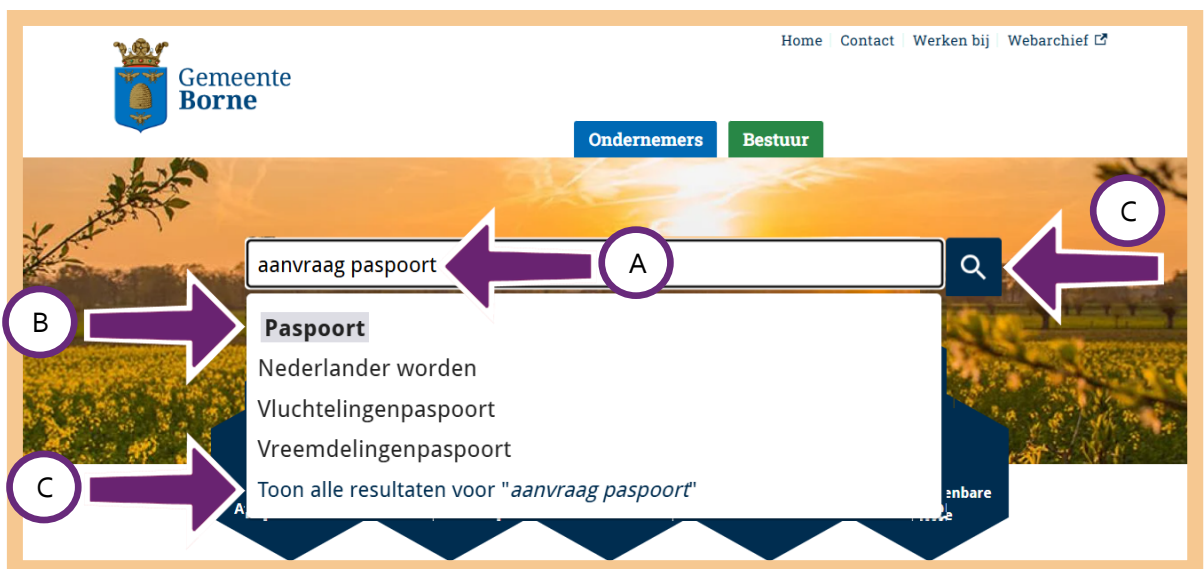 Home Contact Werken bij Webarchief
Gemeente
Borne
Ondernemers Bestuur
C
aanvraag paspoort
A
B
Paspoort
Nederlander worden
Vluchtelingenpaspoort
Vreemdelingenpaspoort
C
Toon alle resultaten voor "aanvraag paspoort"
enbare